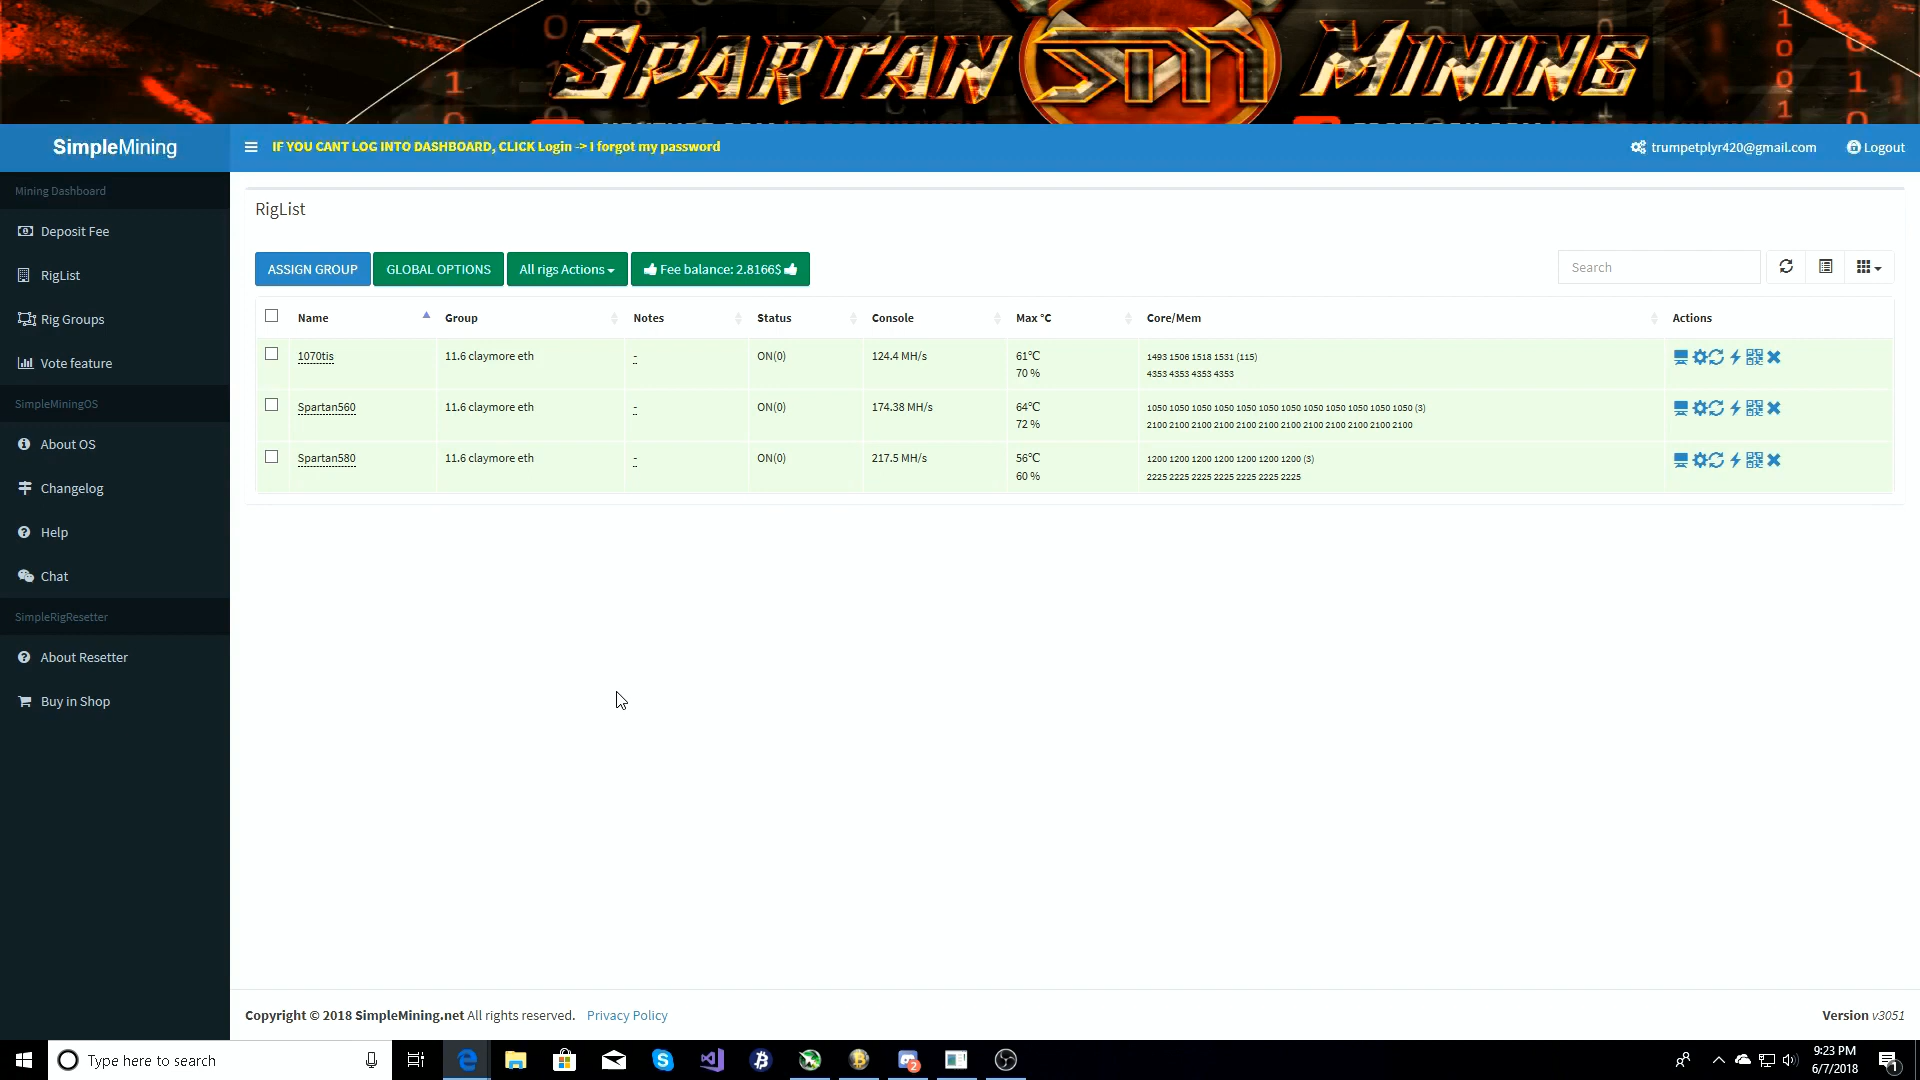 SPARTAN SM MINING
SimpleMining
IF YOU CANT LOG INTO DASHBOARD, CLICK Login -> I forgot my password
trumpetplyr420@gmail.com
Logout
Mining Dashboard
Deposit Fee
RigList
Rig Groups
Vote feature
SimpleMiningOS
About OS
Changelog
Help
Chat
SimpleRigResetter
About Resetter
Buy in Shop
RigList
ASSIGN GROUP GLOBAL OPTIONS All rigs Actions Fee balance: 2.8166$
Search
Name Group Notes Status Console Max °C Core/Mem Actions
1070tis 11.6 claymore eth - ON(0) 124.4 MH/s 61°C 1493 1506 1518 1531 (115)
70 % 4353 4353 4353 4353
Spartan560 11.6 claymore eth - ON(0) 174.38 MH/s 64°C 1050 1050 1050 1050 1050 1050 1050 1050 1050 1050 1050 1050 (3)
72 % 2100 2100 2100 2100 2100 2100 2100 2100 2100 2100 2100 2100
Spartan580 11.6 claymore eth - ON(0) 217.5 MH/s 56°C 1200 1200 1200 1200 1200 1200 1200 (3)
60 % 2225 2225 2225 2225 2225 2225 2225
Copyright © 2018 SimpleMining.net All rights reserved. Privacy Policy
Version v3051
Type here to search
9:23 PM
6/7/2018